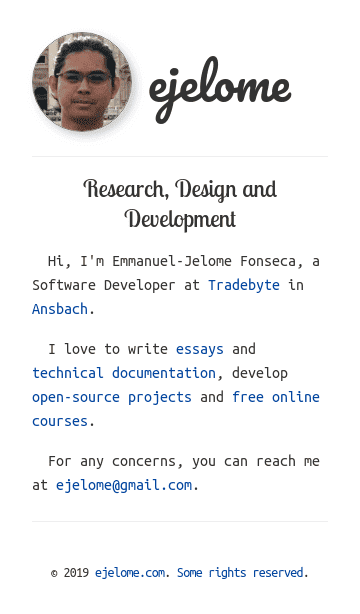 ejelome
Research, Design and
Development
Hi, I'm Emmanuel-Jelome Fonseca, a
Software Developer at Tradebyte in
Ansbach.
I love to write essays and
technical documentation, develop
open-source projects and free online
courses.
For any concerns, you can reach me
at ejelome@gmail.com.
© 2019 ejelome.com. Some rights reserved.